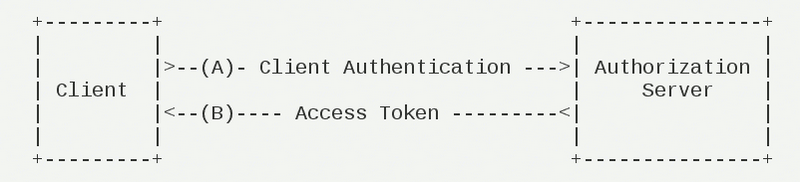 +---------+                                  +---------------+
|         |                                  |               |
|         |>--(A)- Client Authentication --->| Authorization |
| Client  |                                  |     Server    |
|         |<--(B)---- Access Token ---------<|               |
|         |                                  |               |
+---------+                                  +---------------+